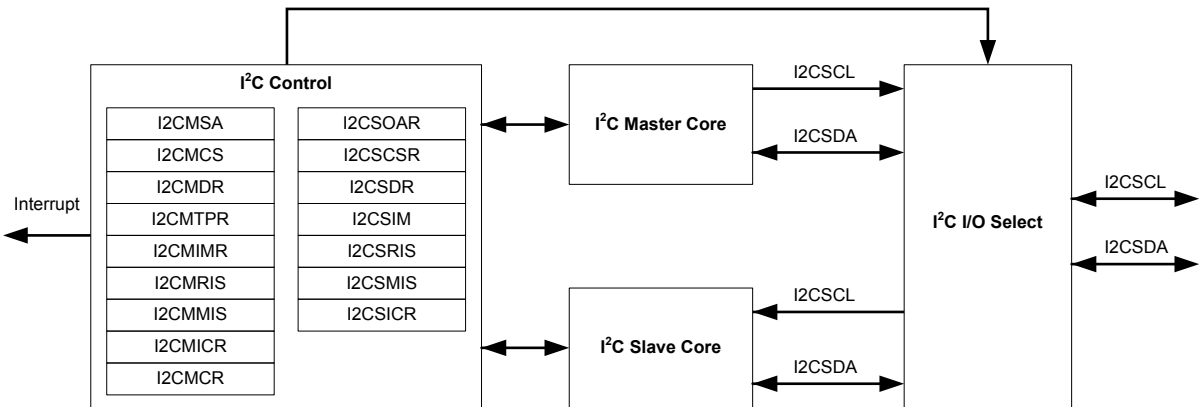 I²C Control
I2CMSA
I2CMCS
I2CMDR
I2CMTPR
I2CMIMR
I2CMRIS
I2CMMIS
I2CMICR
I2CMCR
I2CSOAR
I2CSCSR
I2CSDR
I2CSIM
I2CSRIS
I2CSMIS
I2CSICR
Interrupt
I²C Master Core
I2CSCL
I2CSDA
I²C Slave Core
I2CSCL
I2CSDA
I²C I/O Select
I2CSCL
I2CSDA